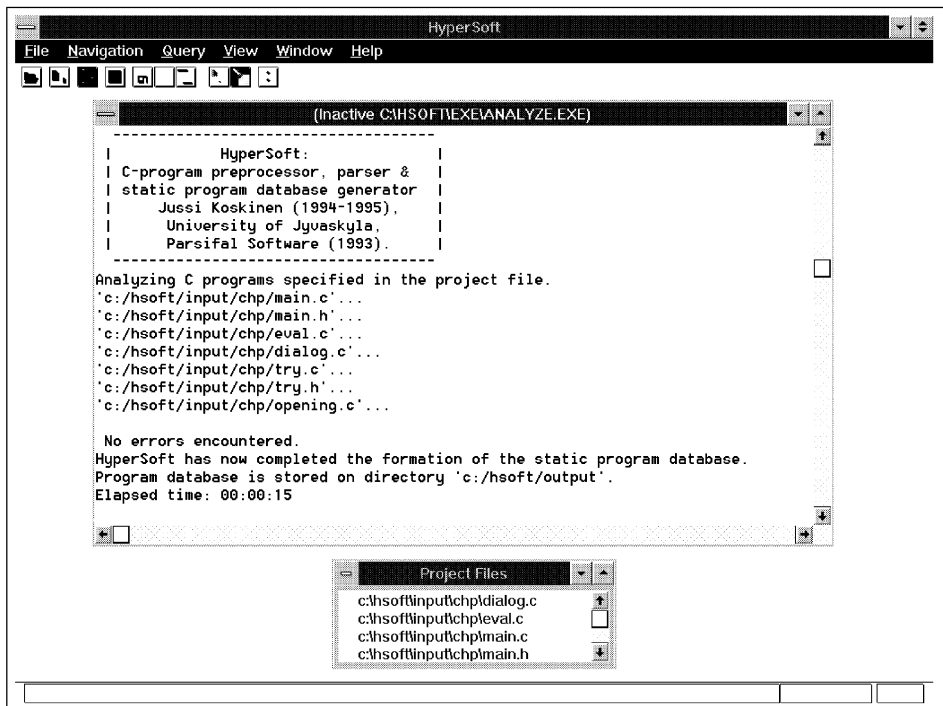 HyperSoft
File Navigation Query View Window Help
(Inactive C:\HSOFT\EXE\ANALYZE.EXE)
-----------------------------------
| HyperSoft: |
| C-program preprocessor, parser & |
| static program database generator |
| Jussi Koskinen (1994-1995), |
| University of Jyvaskyla, |
| Parsifal Software (1993). |
-----------------------------------
Analyzing C programs specified in the project file.
'c:/hsoft/input/chp/main.c'...
'c:/hsoft/input/chp/main.h'...
'c:/hsoft/input/chp/eval.c'...
'c:/hsoft/input/chp/dialog.c'...
'c:/hsoft/input/chp/try.c'...
'c:/hsoft/input/chp/try.h'...
'c:/hsoft/input/chp/opening.c'...
No errors encountered.
HyperSoft has now completed the formation of the static program database.
Program database is stored on directory 'c:/hsoft/output'.
Elapsed time: 00:00:15
Project Files
c:\hsoft\input\chp\dialog.c
c:\hsoft\input\chp\eval.c
c:\hsoft\input\chp\main.c
c:\hsoft\input\chp\main.h